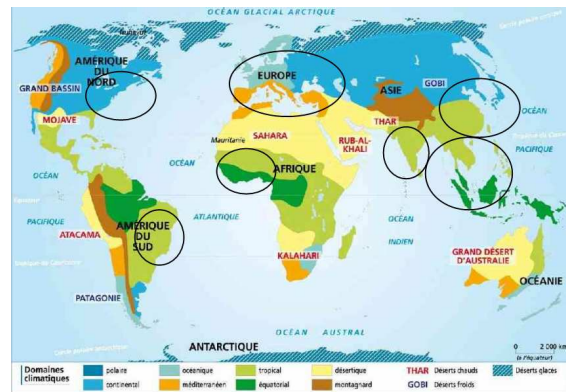 OCÉAN GLACIAL ARCTIQUE
AMÉRIQUE
DU
NORD
GRAND BASSIN
MOJAVE
EUROPE
ASIE
GOBI
OCÉAN
PACIFIQUE
THAR
SAHARA
RUB-AL-
KHALI
Mauritanie
AFRIQUE
OCÉAN
ATLANTIQUE
OCÉAN
PACIFIQUE
AMÉRIQUE
DU
SUD
ATACAMA
PATAGONIE
KALAHARI
OCÉAN
INDIEN
GRAND DÉSERT
D'AUSTRALIE
OCÉANIE
OCÉAN AUSTRAL
ANTARCTIQUE
0 2 000 km
(à l'Équateur)
Domaines
climatiques
polaire
continental
océanique
méditerranéen
tropical
équatorial
désertique
montagnard
THAR Déserts chauds
GOBI Déserts froids
Déserts glacés